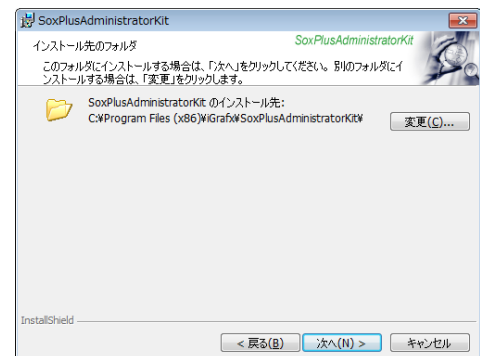 SoxPlusAdministratorKit
インストール先のフォルダ
SoxPlusAdministratorKit
このフォルダにインストールする場合は、「次へ」をクリックしてください。別のフォルダにイ
ンストールする場合は、「変更」をクリックします。
SoxPlusAdministratorKit のインストール先:
C:¥Program Files (x86)¥iGrafx¥SoxPlusAdministratorKit¥
変更(C)...
InstallShield
< 戻る(B)
次へ(N) >
キャンセル